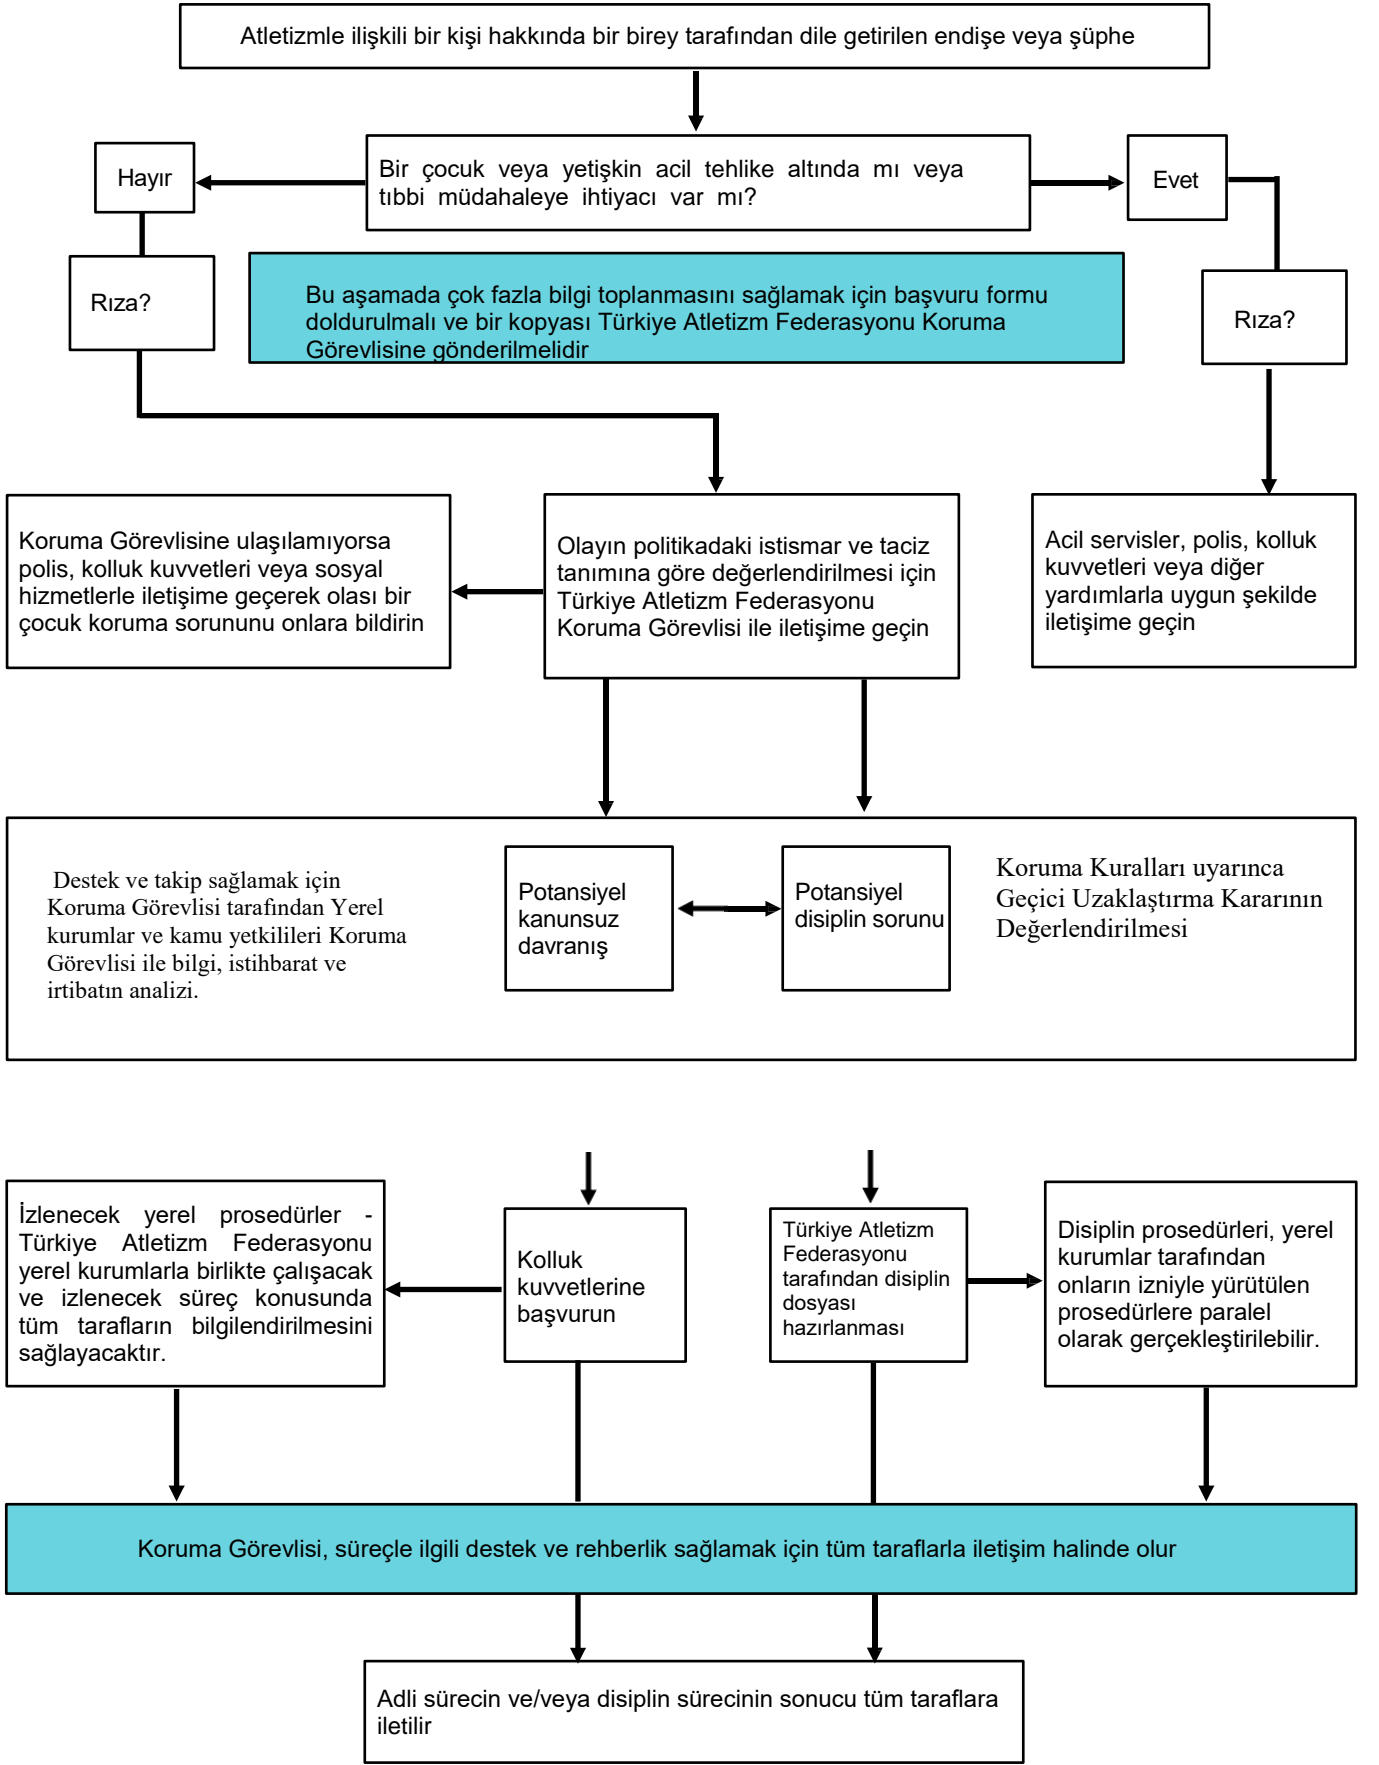 Atletizmle ilişkili bir kişi hakkında bir birey tarafından dile getirilen endişe veya şüphe
Hayır
Bir çocuk veya yetişkin acil tehlike altında mı veya
tıbbi müdahaleye ihtiyacı var mı?
Evet
Rıza?
Bu aşamada çok fazla bilgi toplanmasını sağlamak için başvuru formu
doldurulmalı ve bir kopyası Türkiye Atletizm Federasyonu Koruma
Görevlisine gönderilmelidir
Rıza?
Koruma Görevlisine ulaşılamıyorsa
polis, kolluk kuvvetleri veya sosyal
hizmetlerle iletişime geçerek olası bir
çocuk koruma sorununu onlara bildirin
Olayın politikadaki istismar ve taciz
tanımına göre değerlendirilmesi için
Türkiye Atletizm Federasyonu
Koruma Görevlisi ile iletişime geçin
Acil servisler, polis, kolluk
kuvvetleri veya diğer
yardımlarla uygun şekilde
iletişime geçin
Destek ve takip sağlamak için
Koruma Görevlisi tarafından Yerel
kurumlar ve kamu yetkilileri Koruma
Görevlisi ile bilgi, istihbarat ve
irtibatın analizi.
Potansiyel
kanunsuz
davranış
Potansiyel
disiplin sorunu
Koruma Kuralları uyarınca
Geçici Uzaklaştırma Kararının
Değerlendirilmesi
İzlenecek yerel prosedürler -
Türkiye Atletizm Federasyonu
yerel kurumlarla birlikte çalışacak
ve izlenecek süreç konusunda
tüm tarafların bilgilendirilmesini
sağlayacaktır.
Kolluk
kuvvetlerine
başvurun
Türkiye Atletizm
Federasyonu
tarafından disiplin
dosyası
hazırlanması
Disiplin prosedürleri, yerel
kurumlar tarafından
onların izniyle yürütülen
prosedürlere paralel
olarak gerçekleştirilebilir.
Koruma Görevlisi, süreçle ilgili destek ve rehberlik sağlamak için tüm taraflarla iletişim halinde olur
Adli sürecin ve/veya disiplin sürecinin sonucu tüm taraflara
iletilir